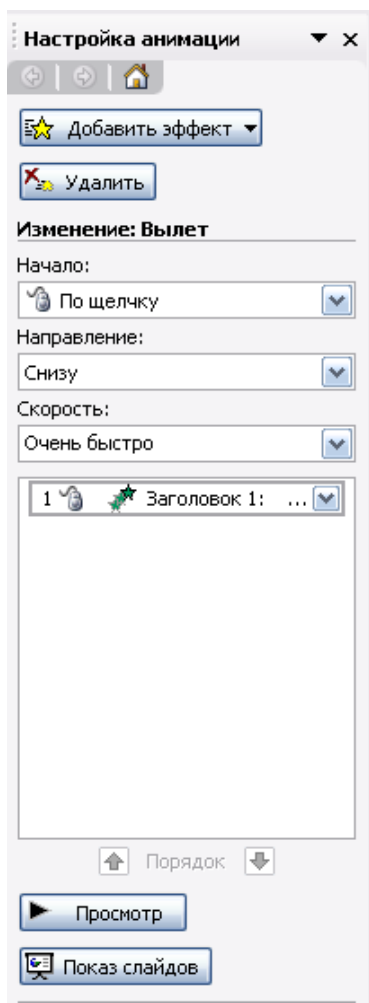 Настройка анимации
Добавить эффект
Удалить
Изменение: Вылет
Начало:
По щелчку
Направление:
Снизу
Скорость:
Очень быстро
1 Заголовок 1: ...
Порядок
Просмотр
Показ слайдов